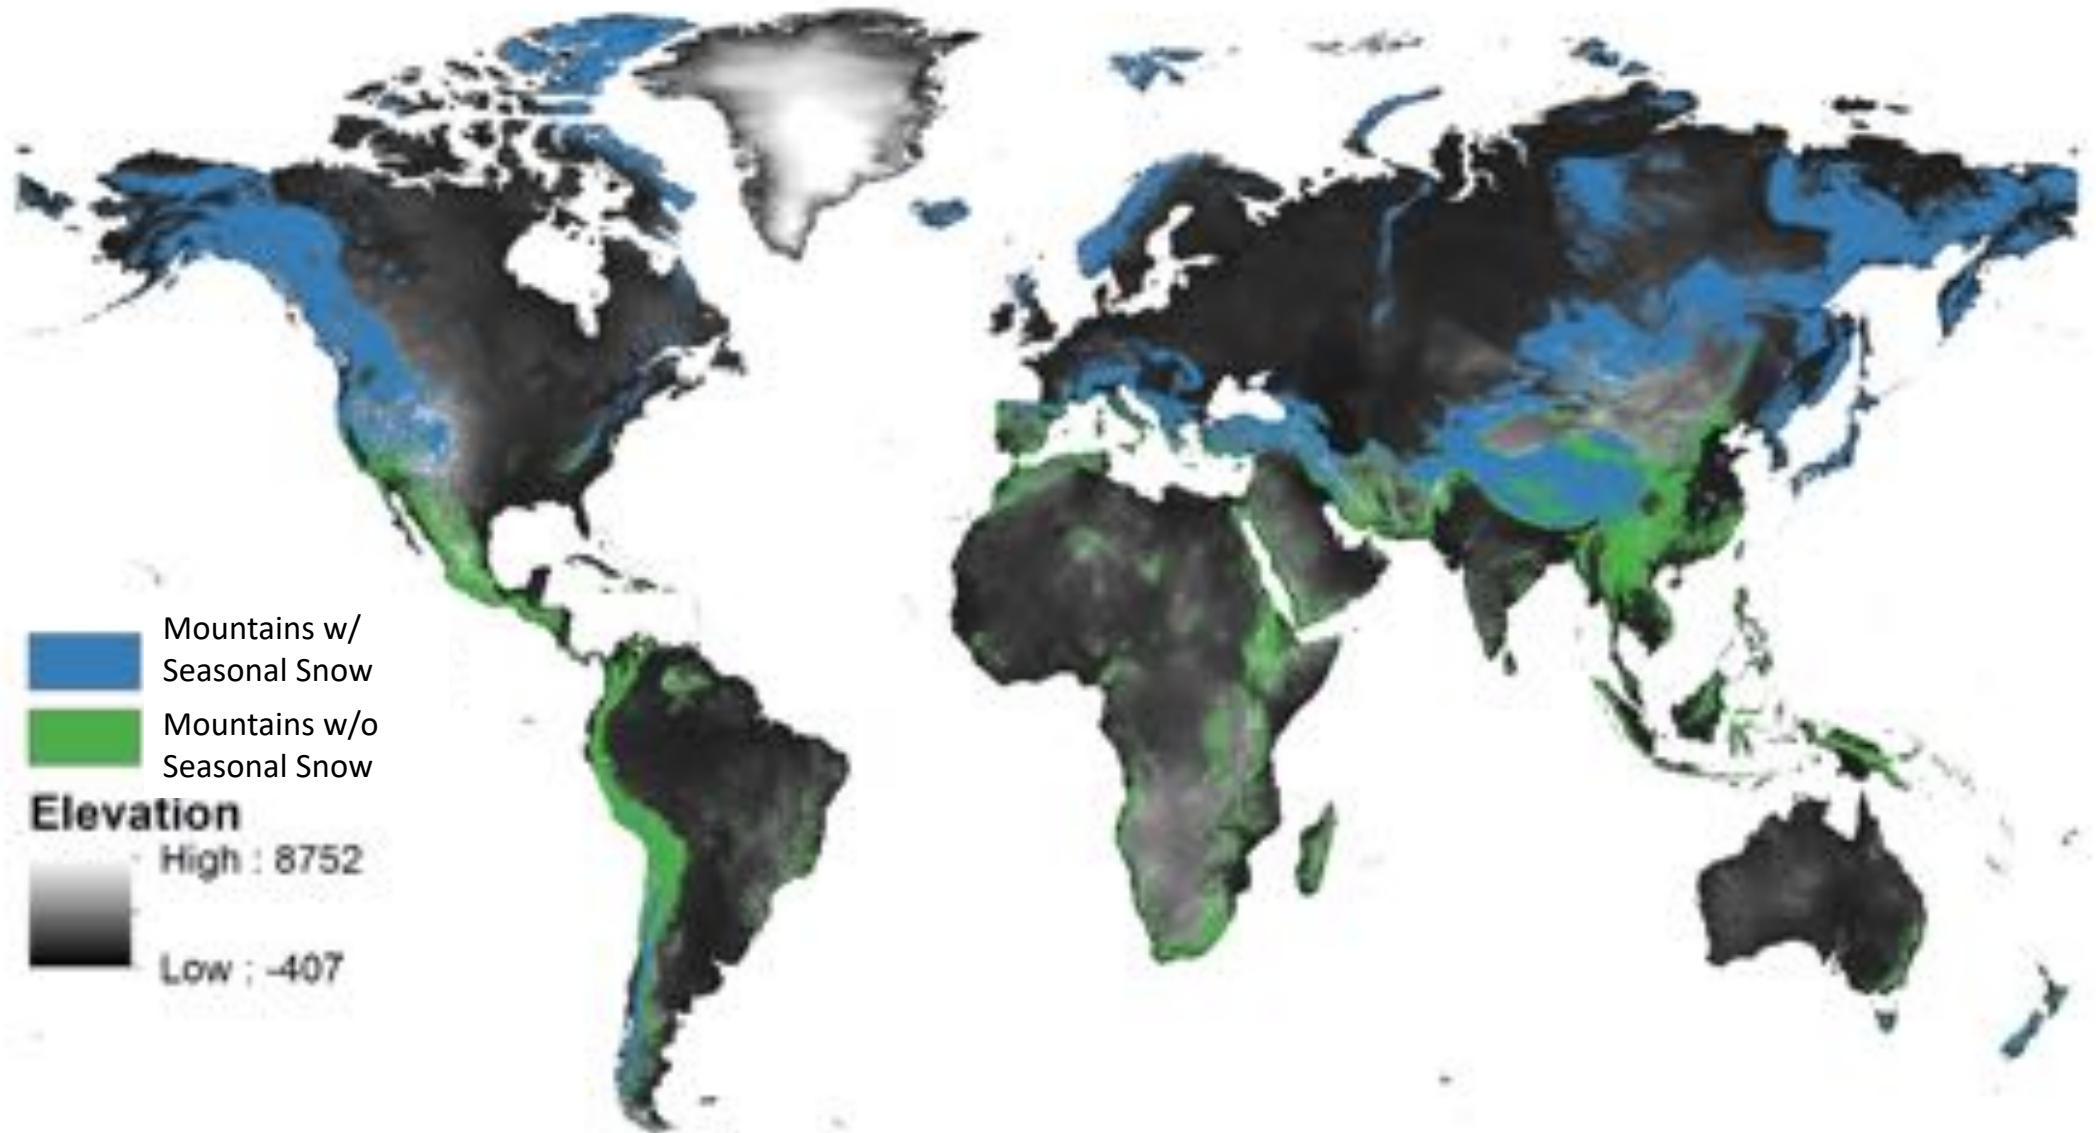 Mountains w/
Seasonal Snow
Mountains w/o
Seasonal Snow
Elevation
High : 8752
Low : -407